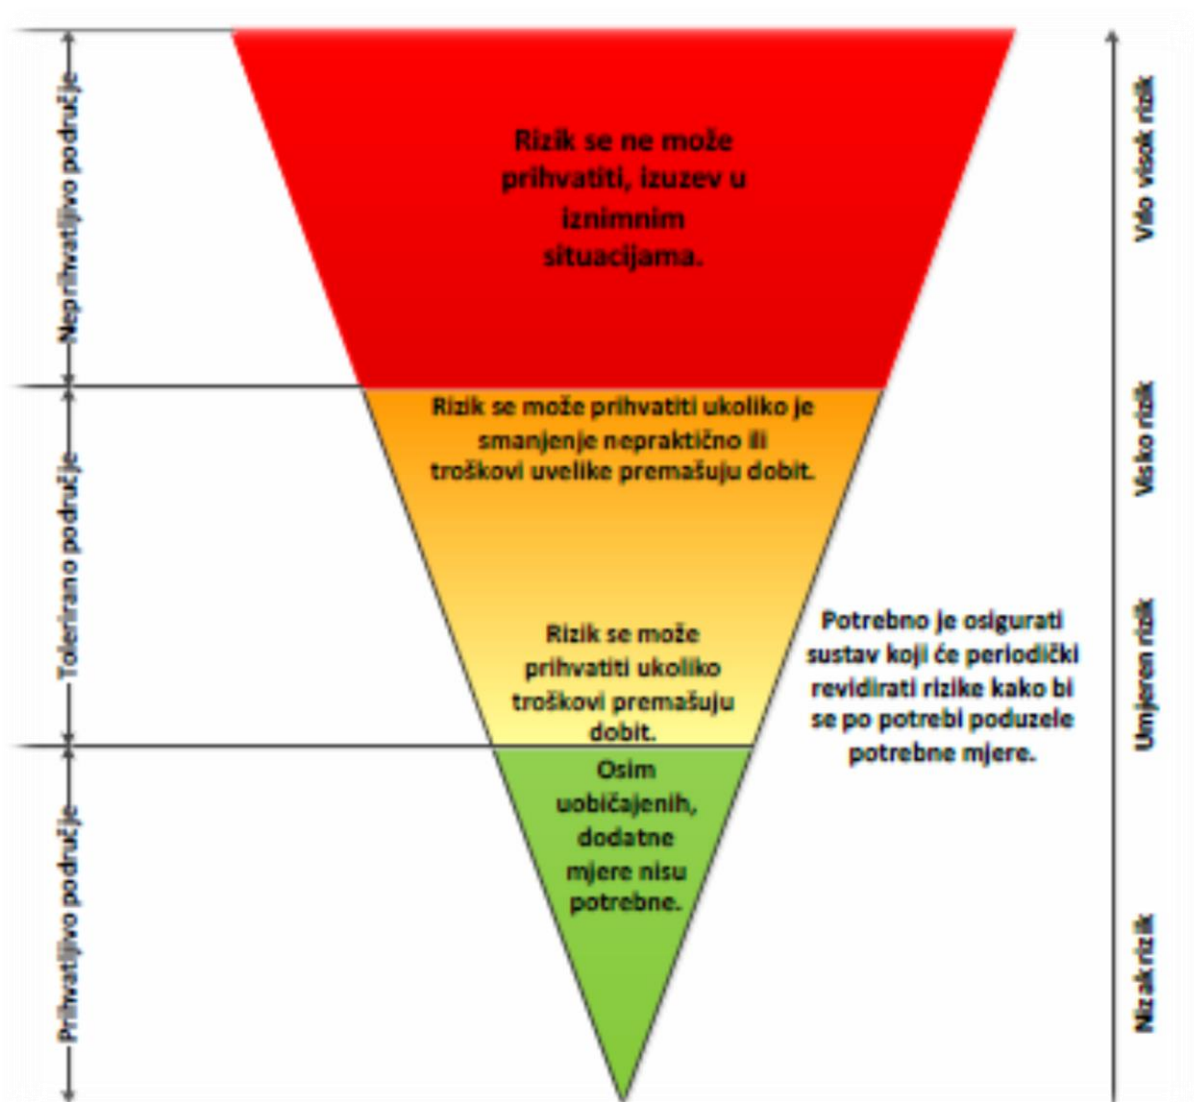 Neprihvatljivo područje
Rizik se ne može
prihvatiti, izuzev u
iznimnim
situacijama.
Vrlo visok rizik
Tolerirano područje
Rizik se može prihvatiti ukoliko je
smanjenje nepraktično ili
troškovi uvelike premašuju dobit.
Visko rizik
Rizik se može
prihvatiti ukoliko
troškovi premašuju
dobit.
Potrebno je osigurati
sustav koji će periodički
revidirati rizike kako bi
se po potrebi poduzele
potrebne mjere.
Umjeren rizik
Prihvatljivo područje
Osim
uobičajenih,
dodatne
mjere nisu
potrebne.
Nizak rizik